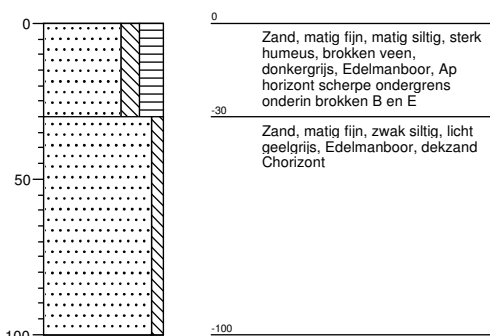 0
0
Zand, matig fijn, matig siltig, sterk
humeus, brokken veen,
donkergrijs, Edelmanboor, Ap
horizont scherpe ondergrens
onderin brokken B en E
-30
Zand, matig fijn, zwak siltig, licht
geelgrijs, Edelmanboor, dekzand
Chorizont
50
-100
100